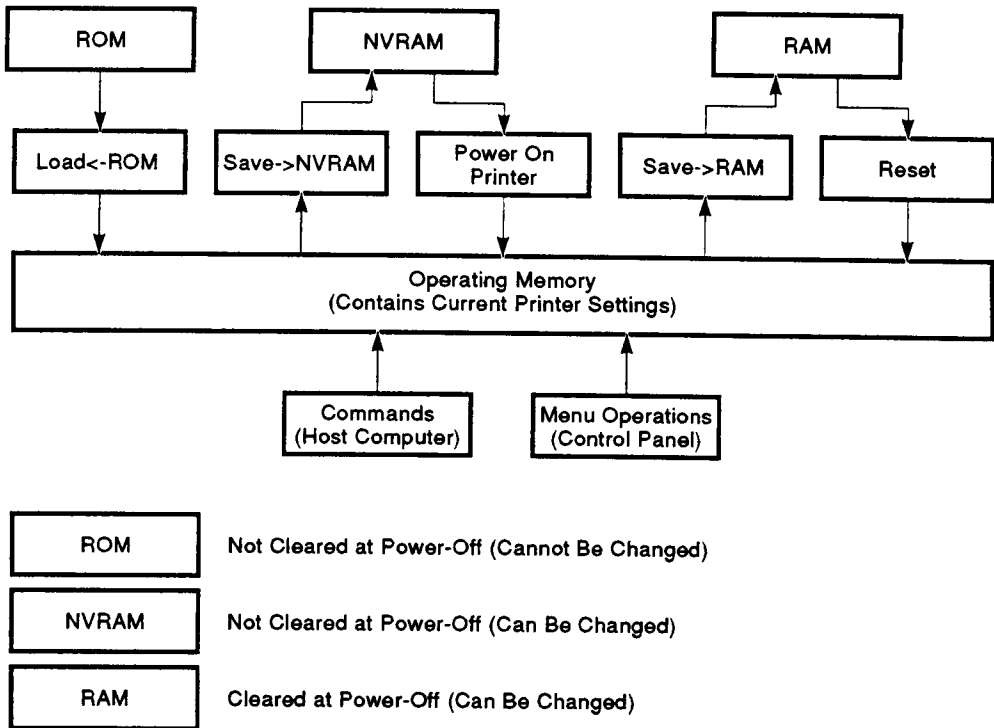 ROM
NVRAM
RAM
Load<-ROM
Save->NVRAM
Power On
Printer
Save->RAM
Reset
Operating Memory
(Contains Current Printer Settings)
Commands
(Host Computer)
Menu Operations
(Control Panel)
ROM
Not Cleared at Power-Off (Cannot Be Changed)
NVRAM
Not Cleared at Power-Off (Can Be Changed)
RAM
Cleared at Power-Off (Can Be Changed)